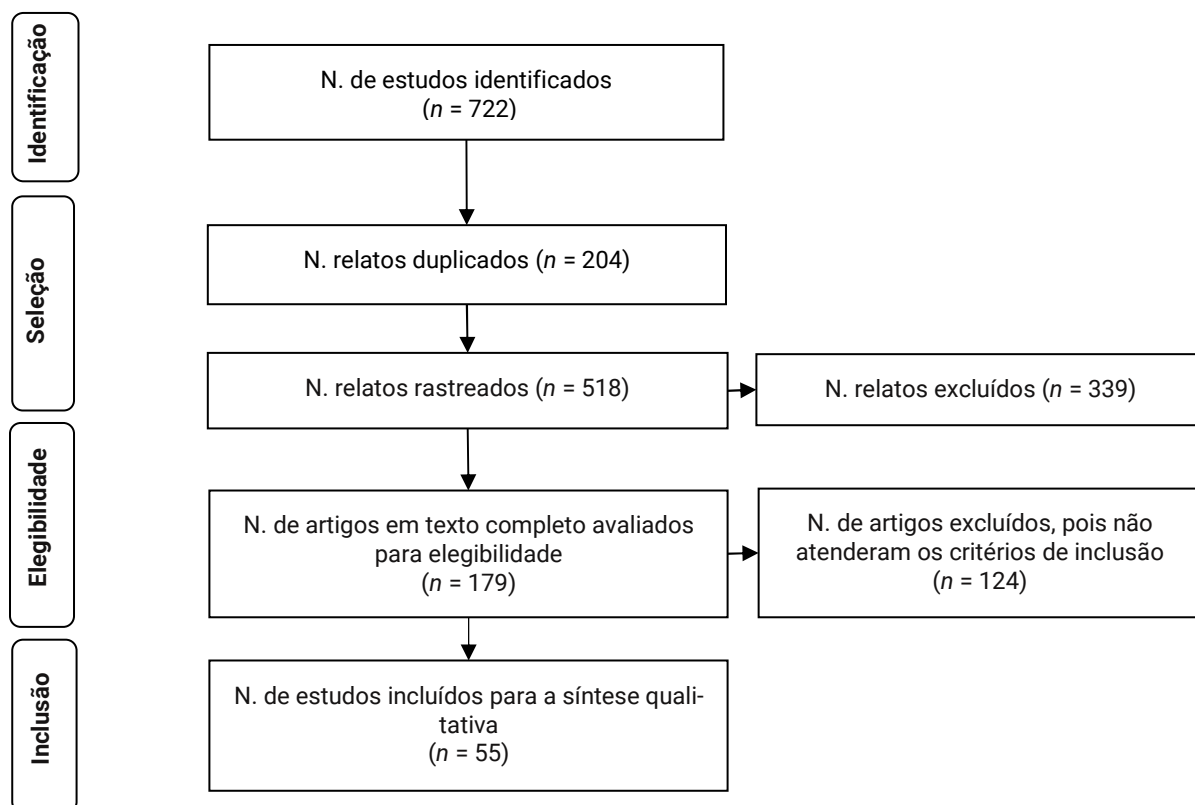 Identificação
N. de estudos identificados
(n = 722)
Seleção
N. relatos duplicados (n = 204)
N. relatos rastreados (n = 518)
N. relatos excluídos (n = 339)
Elegibilidade
N. de artigos em texto completo avaliados
para elegibilidade
(n = 179)
N. de artigos excluídos, pois não
atenderam os critérios de inclusão
(n = 124)
Inclusão
N. de estudos incluídos para a síntese quali-
tativa
(n = 55)